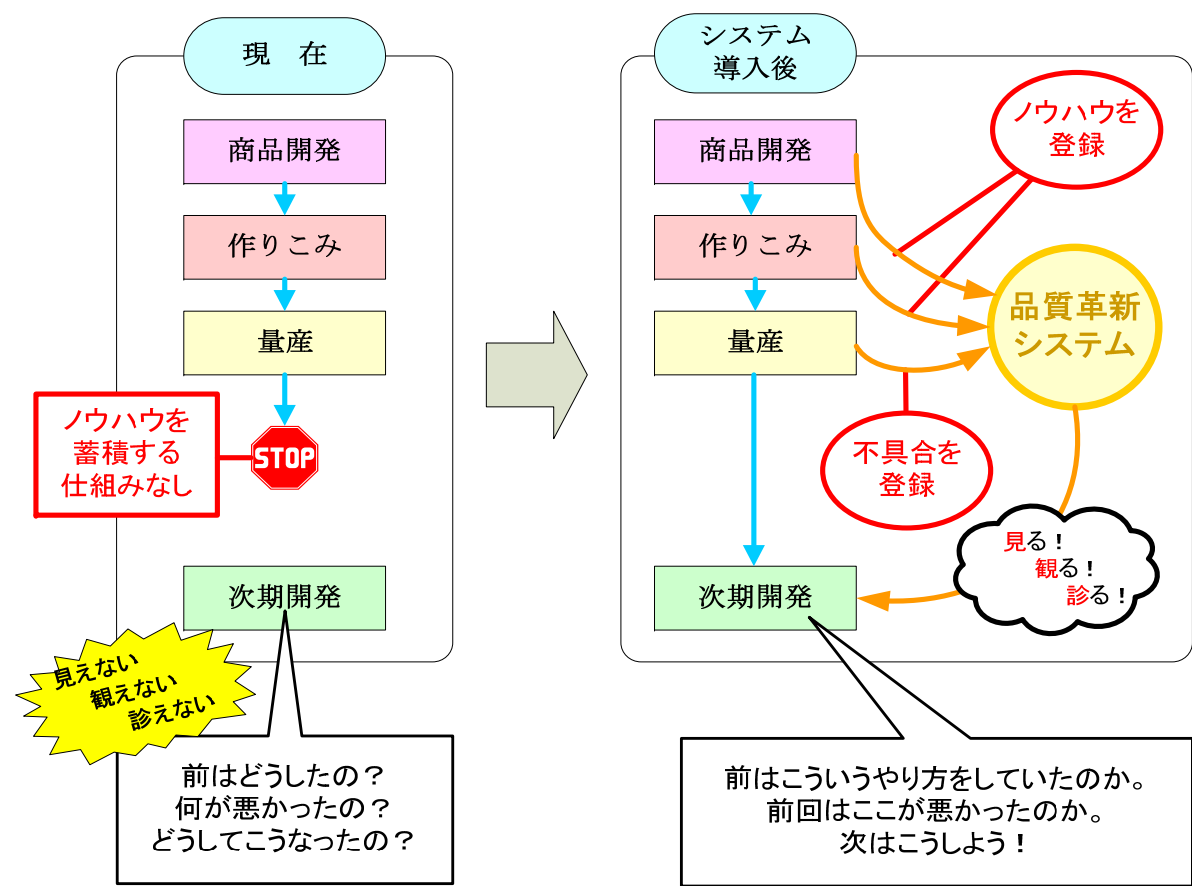 現 在
商品開発
作りこみ
量産
ノウハウを
蓄積する
仕組みなし
STOP
次期開発
見えない
観えない
診えない
前はどうしたの？
何が悪かったの？
どうしてこうなったの？
システム
導入後
商品開発
作りこみ
量産
ノウハウを
登録
品質革新
システム
不具合を
登録
見る！
観る！
診る！
次期開発
前はこういうやり方をしていたのか。
前回はここが悪かったのか。
次はこうしよう！